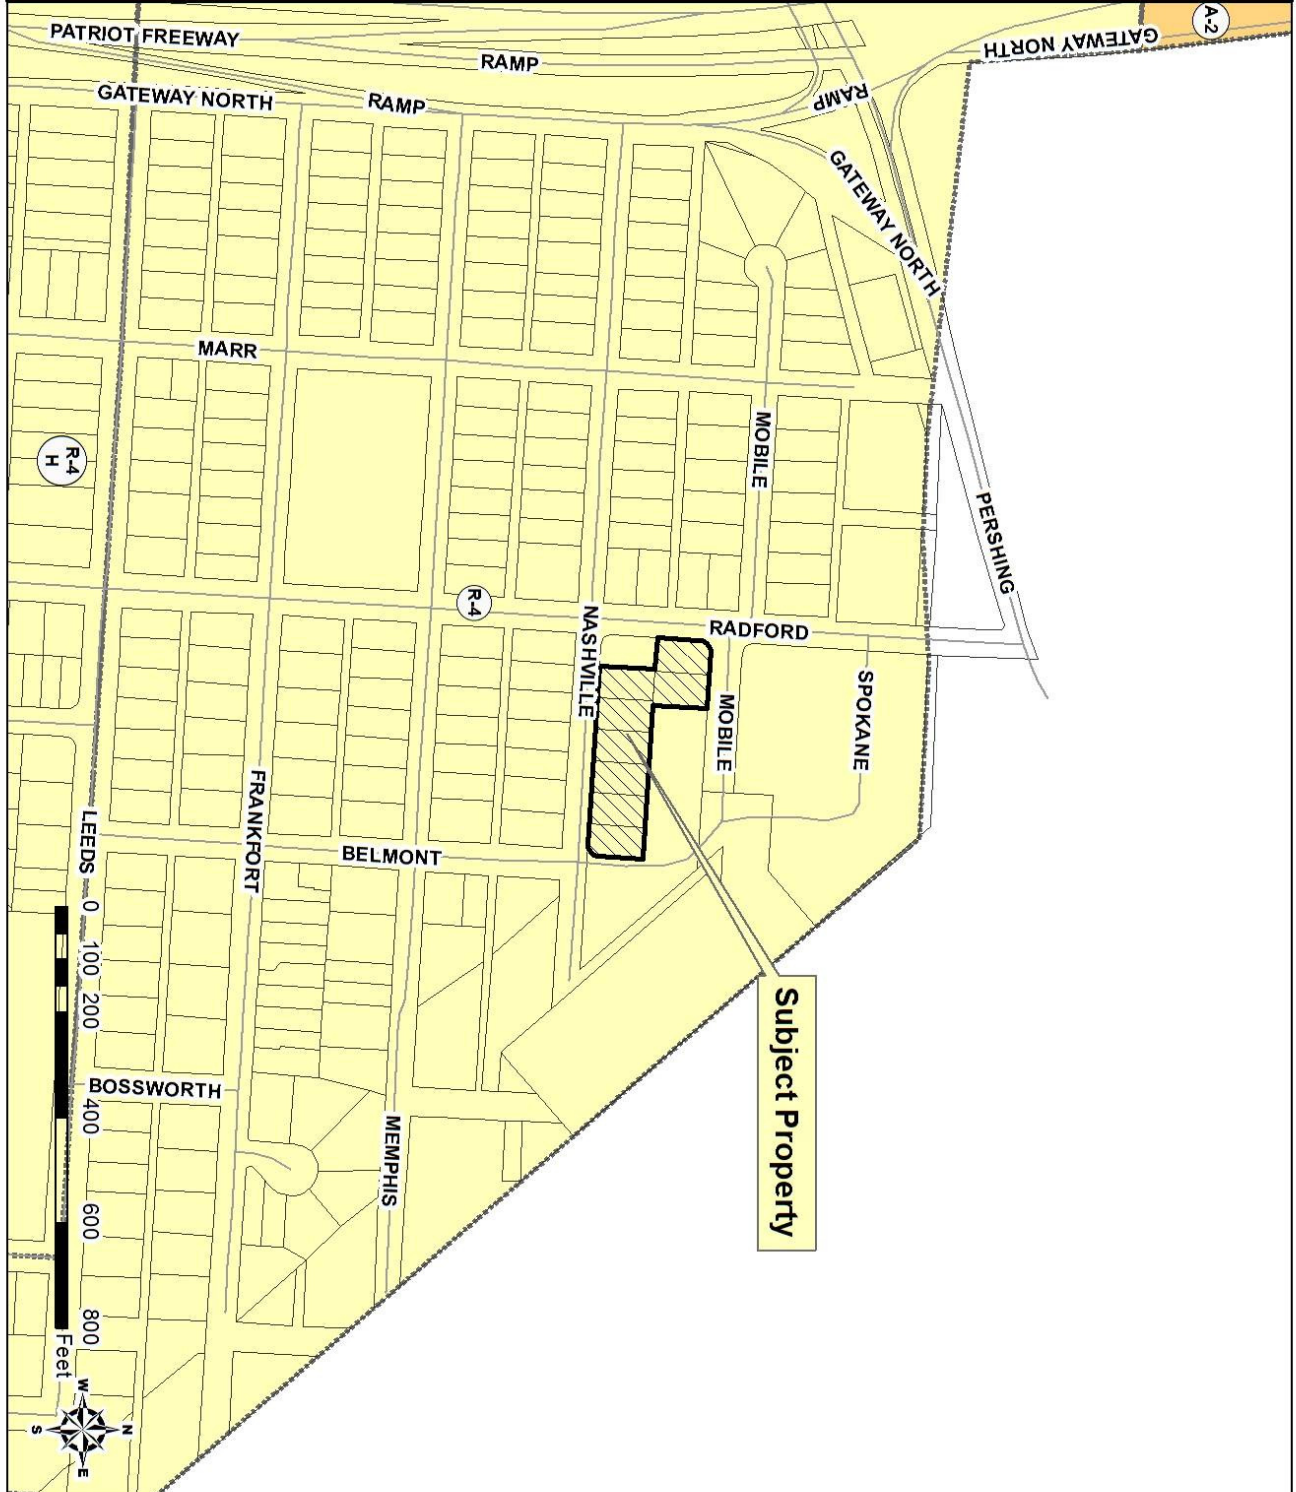 A-2
PATRIOT FREEWAY
GATEWAY NORTH
RAMP
GATEWAY NORTH
RAMP
RAMP
GATEWAY NORTH
MARR
MOBILE
R-4
H
PERSHING
R-4
NASHVILLE
RADFORD
SPOKANE
MOBILE
FRANKFORT
LEEDS
BELMONT
Subject Property
BOSSWORTH
MEMPHIS
0 100 200 400 600 800
Feet
W
N
S
E